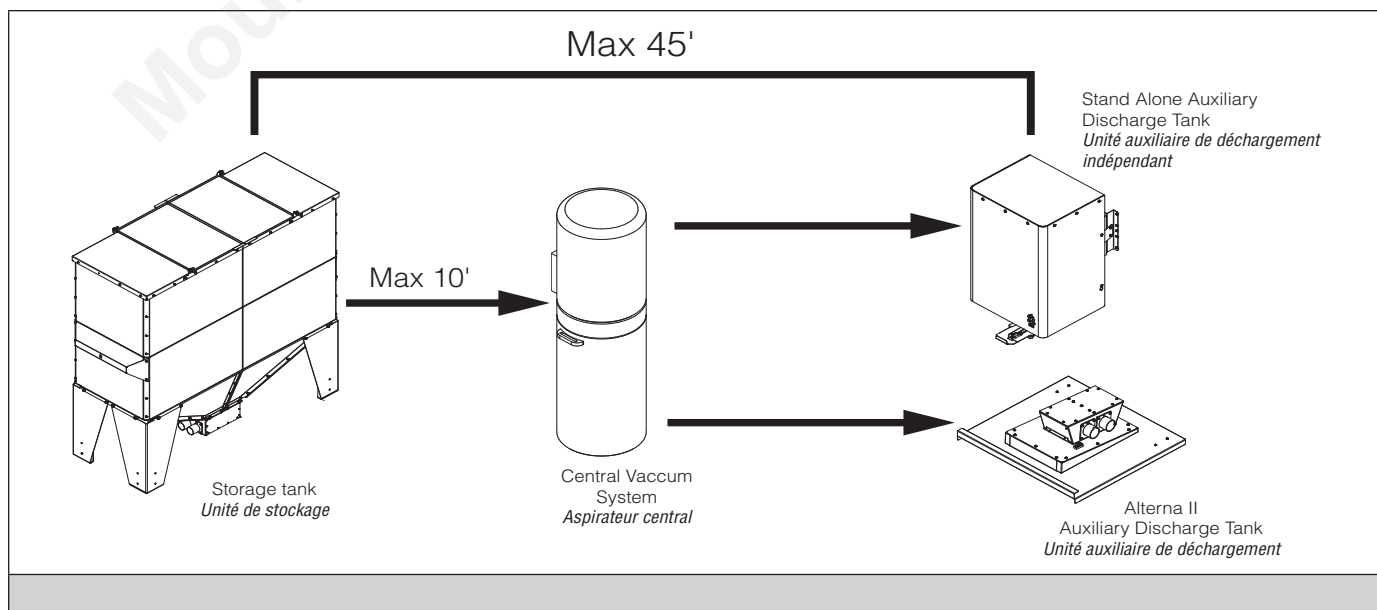 Max 45'
Stand Alone Auxiliary
Discharge Tank
Unité auxiliaire de déchargement
indépendant
Max 10'
Storage tank
Unité de stockage
Central Vaccum
System
Aspirateur central
Alterna II
Auxiliary Discharge Tank
Unité auxiliaire de déchargement